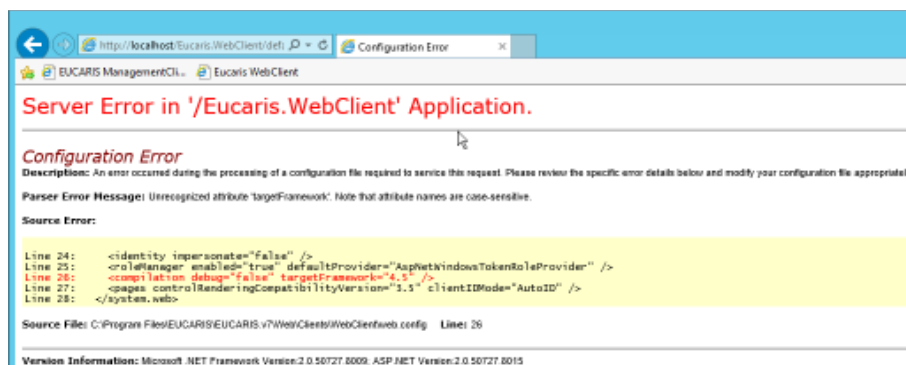 http://localhost/Eucaris.WebClient/def: Configuration Error
EUCARIS ManagementCli... Eucaris WebClient
Server Error in '/Eucaris.WebClient' Application.
Configuration Error
Description: An error occurred during the processing of a configuration file required to service this request. Please review the specific error details below and modify your configuration file appropriatel
Parser Error Message: Unrecognized attribute 'targetFramework'. Note that attribute names are case-sensitive.
Source Error:
Line 24: <identity impersonate="false" />
Line 25: <roleManager enabled="true" defaultProvider="AspNetWindowsTokenRoleProvider" />
Line 26: <compilation debug="false" targetFramework="4.5" />
Line 27: <pages controlRenderingCompatibilityVersion="3.5" clientIDMode="AutoID" />
Line 28: </system.web>
Source File: C:\Program Files\EUCARIS\EUCARIS.v7\Web\Clients\WebClient\web.config Line: 26
Version Information: Microsoft .NET Framework Version:2.0.50727.8009; ASP.NET Version:2.0.50727.8015